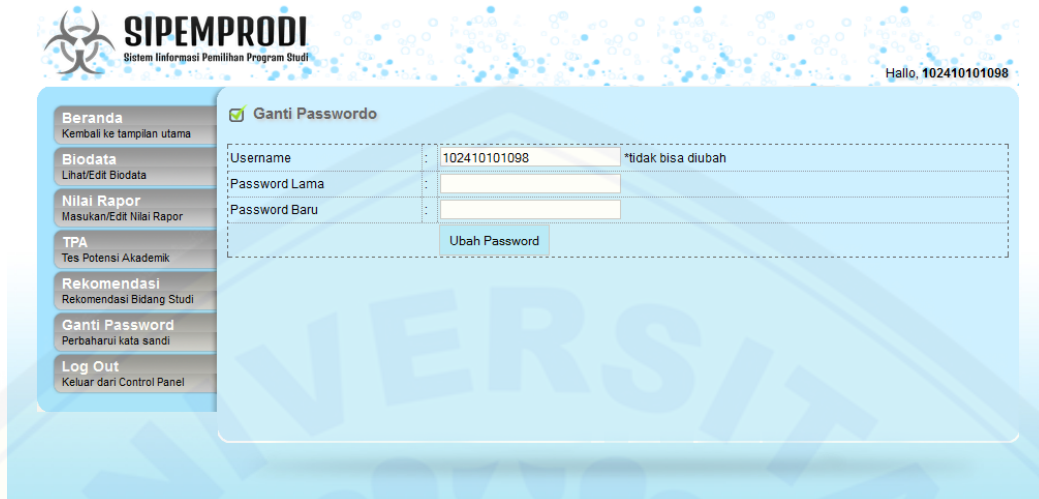 SIPEMPRODI
Sistem Iinformasi Pemilihan Program Studi
Hallo, 102410101098
Beranda
Kembali ke tampilan utama
Biodata
Lihat/Edit Biodata
Nilai Rapor
Masukan/Edit Nilai Rapor
TPA
Tes Potensi Akademik
Rekomendasi
Rekomendasi Bidang Studi
Ganti Password
Perbaharui kata sandi
Log Out
Keluar dari Control Panel
Ganti Passwordo
Username : 102410101098 *tidak bisa diubah
Password Lama :
Password Baru :
Ubah Password
NIVERSITA